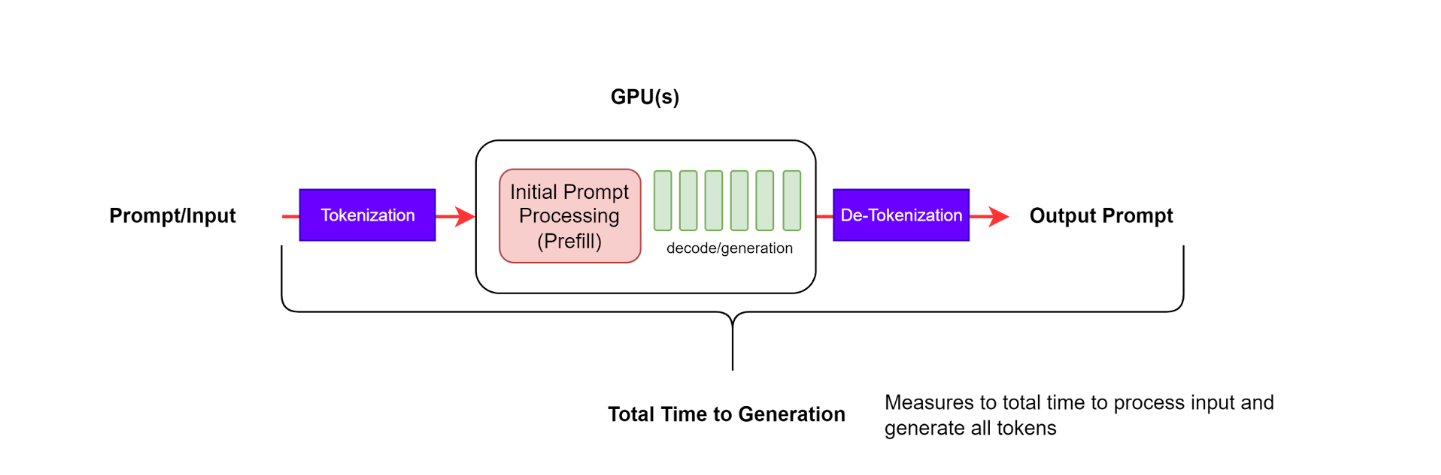 GPU(s)
Prompt/Input
Tokenization
Initial Prompt
Processing
(Prefill)
decode/generation
De-Tokenization
Output Prompt
Total Time to Generation
Measures to total time to process input and
generate all tokens